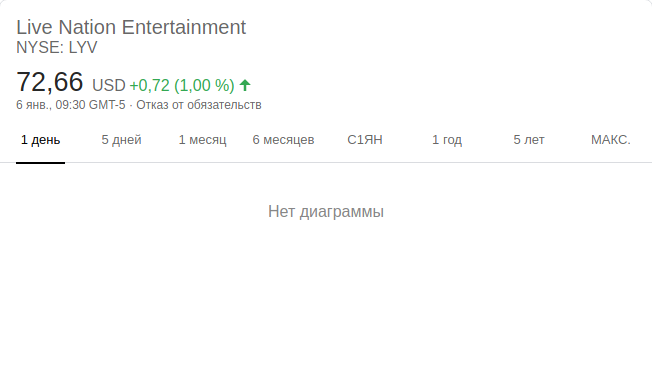 Live Nation Entertainment
NYSE: LYV
72,66 USD +0,72 (1,00 %)
6 янв., 09:30 GMT-5 · Отказ от обязательств
1 день 5 дней 1 месяц 6 месяцев С1ЯН 1 год 5 лет МАКС.
Нет диаграммы